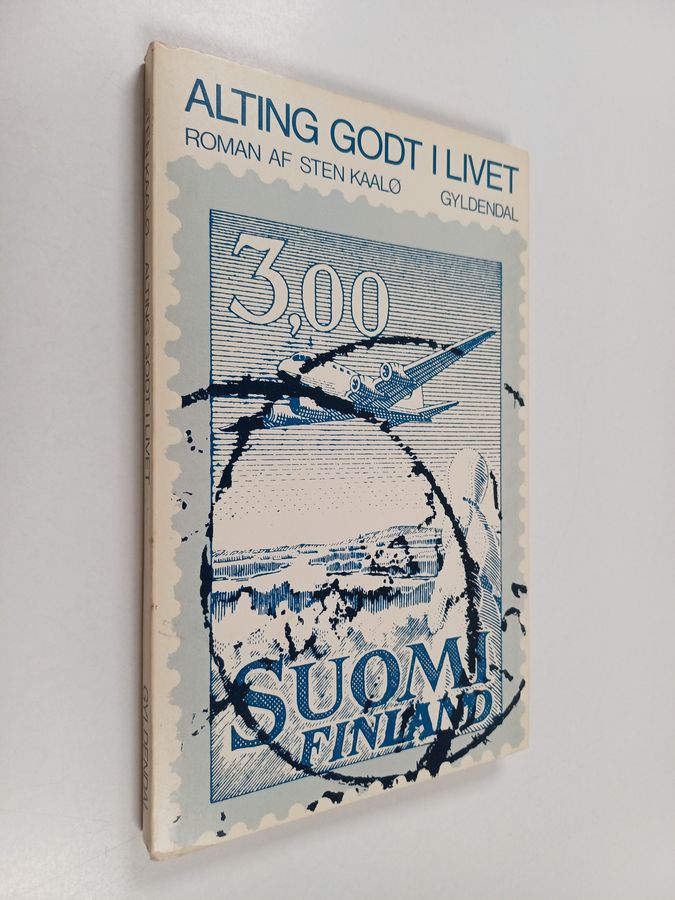 ALTING GODT I LIVET
ROMAN AF STEN KAALØ
GYLDENDAL
3,00
SUOMI
FINLAND
STEN KAALØ ALTING GODT I LIVET
GYLDENDAL